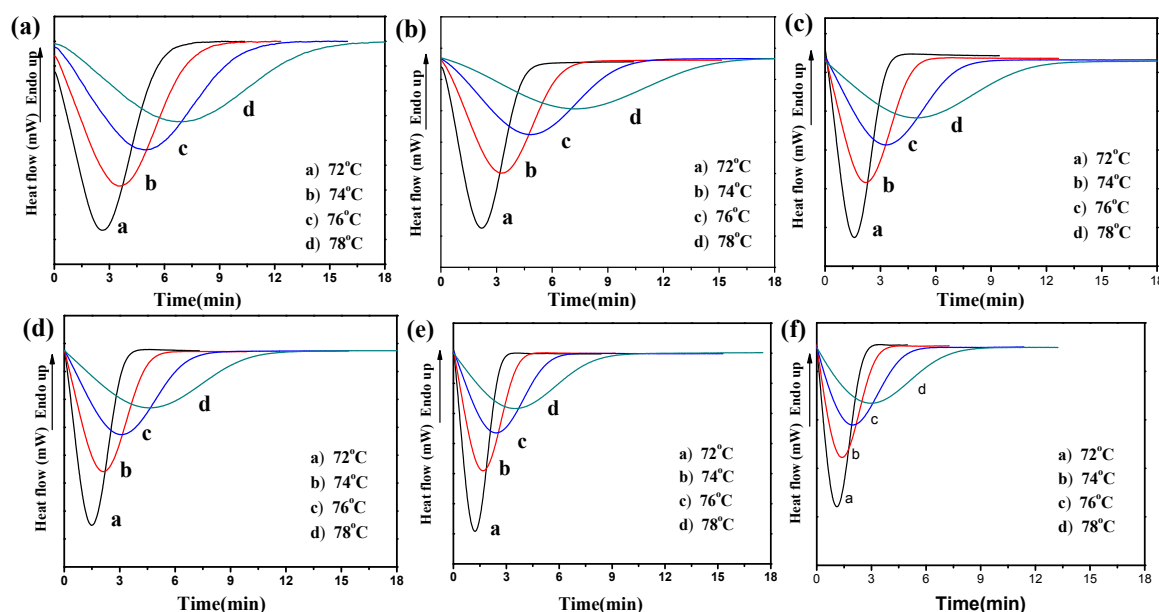 (a)
Heat flow (mW) Endo up
a
b
c
d
a) 72°C
b) 74°C
c) 76°C
d) 78°C
0 3 6 9 12 15 18
Time(min)
(b)
Heat flow (mW) Endo up
a
b
c
d
a) 72°C
b) 74°C
c) 76°C
d) 78°C
0 3 6 9 12 15 18
Time(min)
(c)
Heat flow (mW) Endo up
a
b
c
d
a) 72°C
b) 74°C
c) 76°C
d) 78°C
0 3 6 9 12 15 18
Time(min)
(d)
Heat flow (mW) Endo up
a
b
c
d
a) 72°C
b) 74°C
c) 76°C
d) 78°C
0 3 6 9 12 15 18
Time(min)
(e)
Heat flow (mW) Endo up
a
b
c
d
a) 72°C
b) 74°C
c) 76°C
d) 78°C
0 3 6 9 12 15 18
Time(min)
(f)
Heat flow (mW) Endo up
a
b
c
d
a) 72°C
b) 74°C
c) 76°C
d) 78°C
0 3 6 9 12 15 18
Time(min)